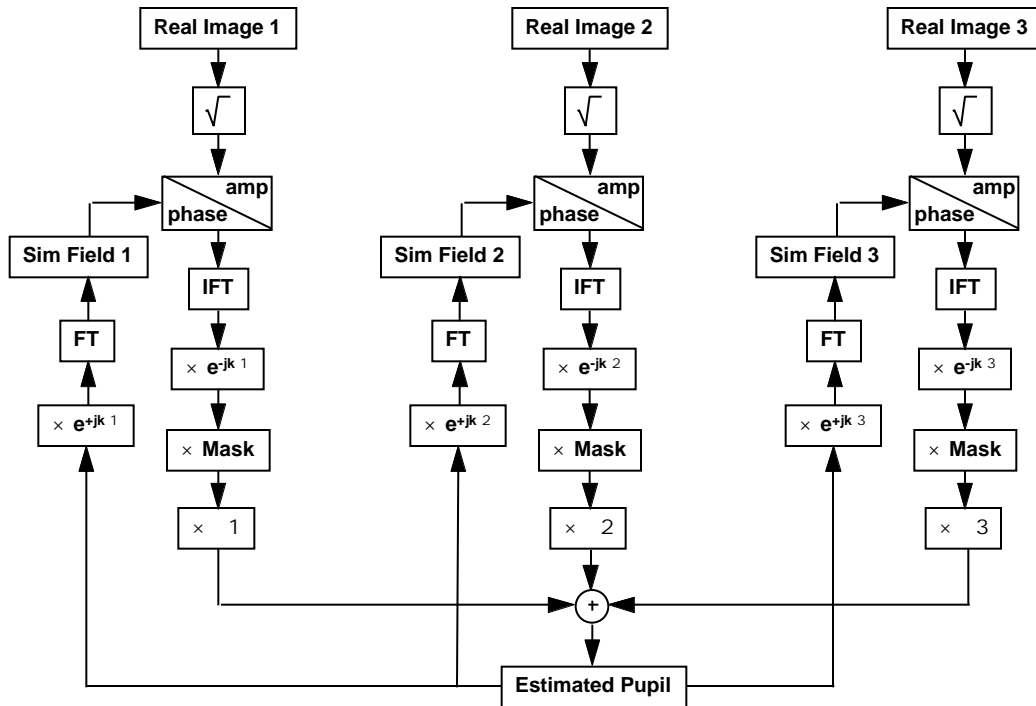 Real Image 1
Real Image 2
Real Image 3
√
√
√
amp
phase
amp
phase
amp
phase
Sim Field 1
Sim Field 2
Sim Field 3
IFT
IFT
IFT
FT
FT
FT
× e-jk 1
× e-jk 2
× e-jk 3
× e+jk 1
× e+jk 2
× e+jk 3
× Mask
× Mask
× Mask
× 1
× 2
× 3
+
Estimated Pupil